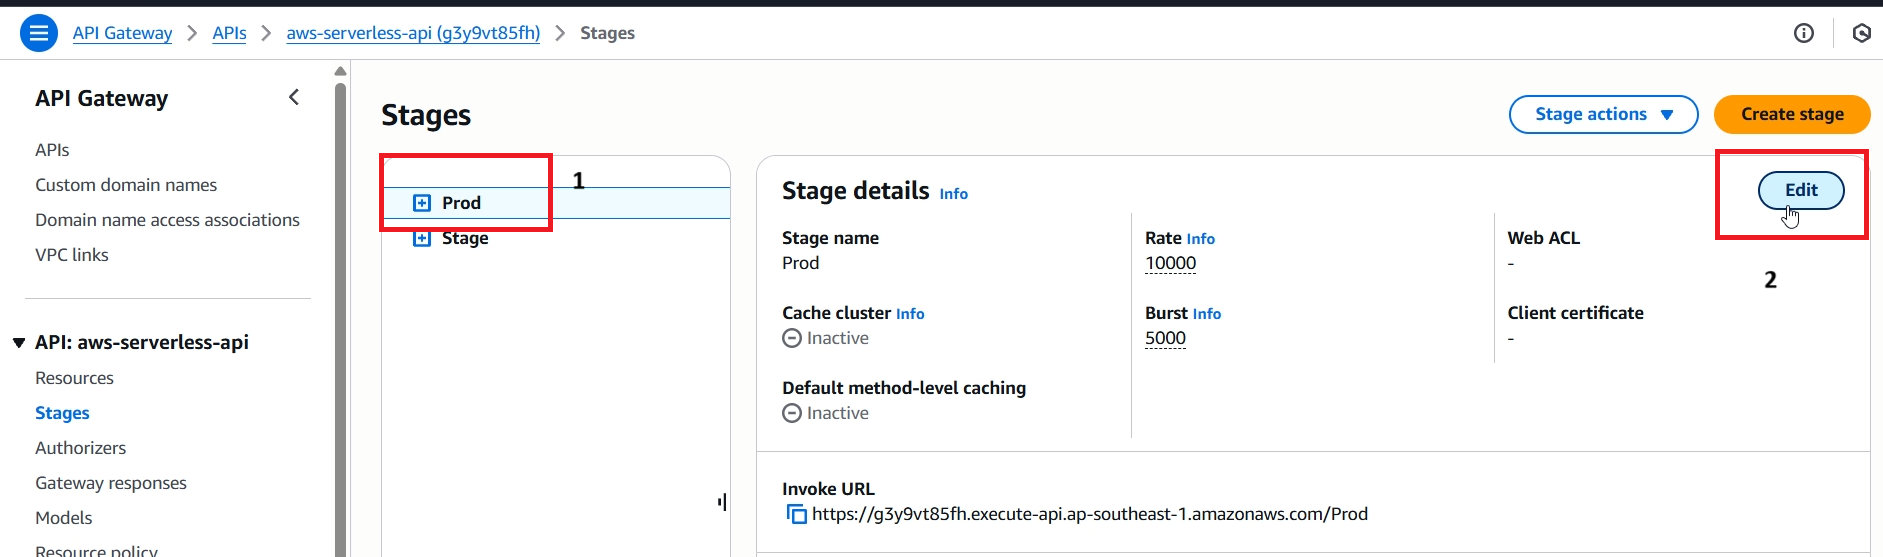 API Gateway > APIs > aws-serverless-api (g3y9vt85fh) > Stages
API Gateway
APIs
Custom domain names
Domain name access associations
VPC links
API: aws-serverless-api
Resources
Stages
Authorizers
Gateway responses
Models
Resource policy
Stages
Stage actions
Create stage
1
Prod
Stage
Stage details Info
Edit
2
Stage name
Prod
Rate Info
10000
Web ACL
-
Cache cluster Info
Inactive
Burst Info
5000
Client certificate
-
Default method-level caching
Inactive
Invoke URL
https://g3y9vt85fh.execute-api.ap-southeast-1.amazonaws.com/Prod